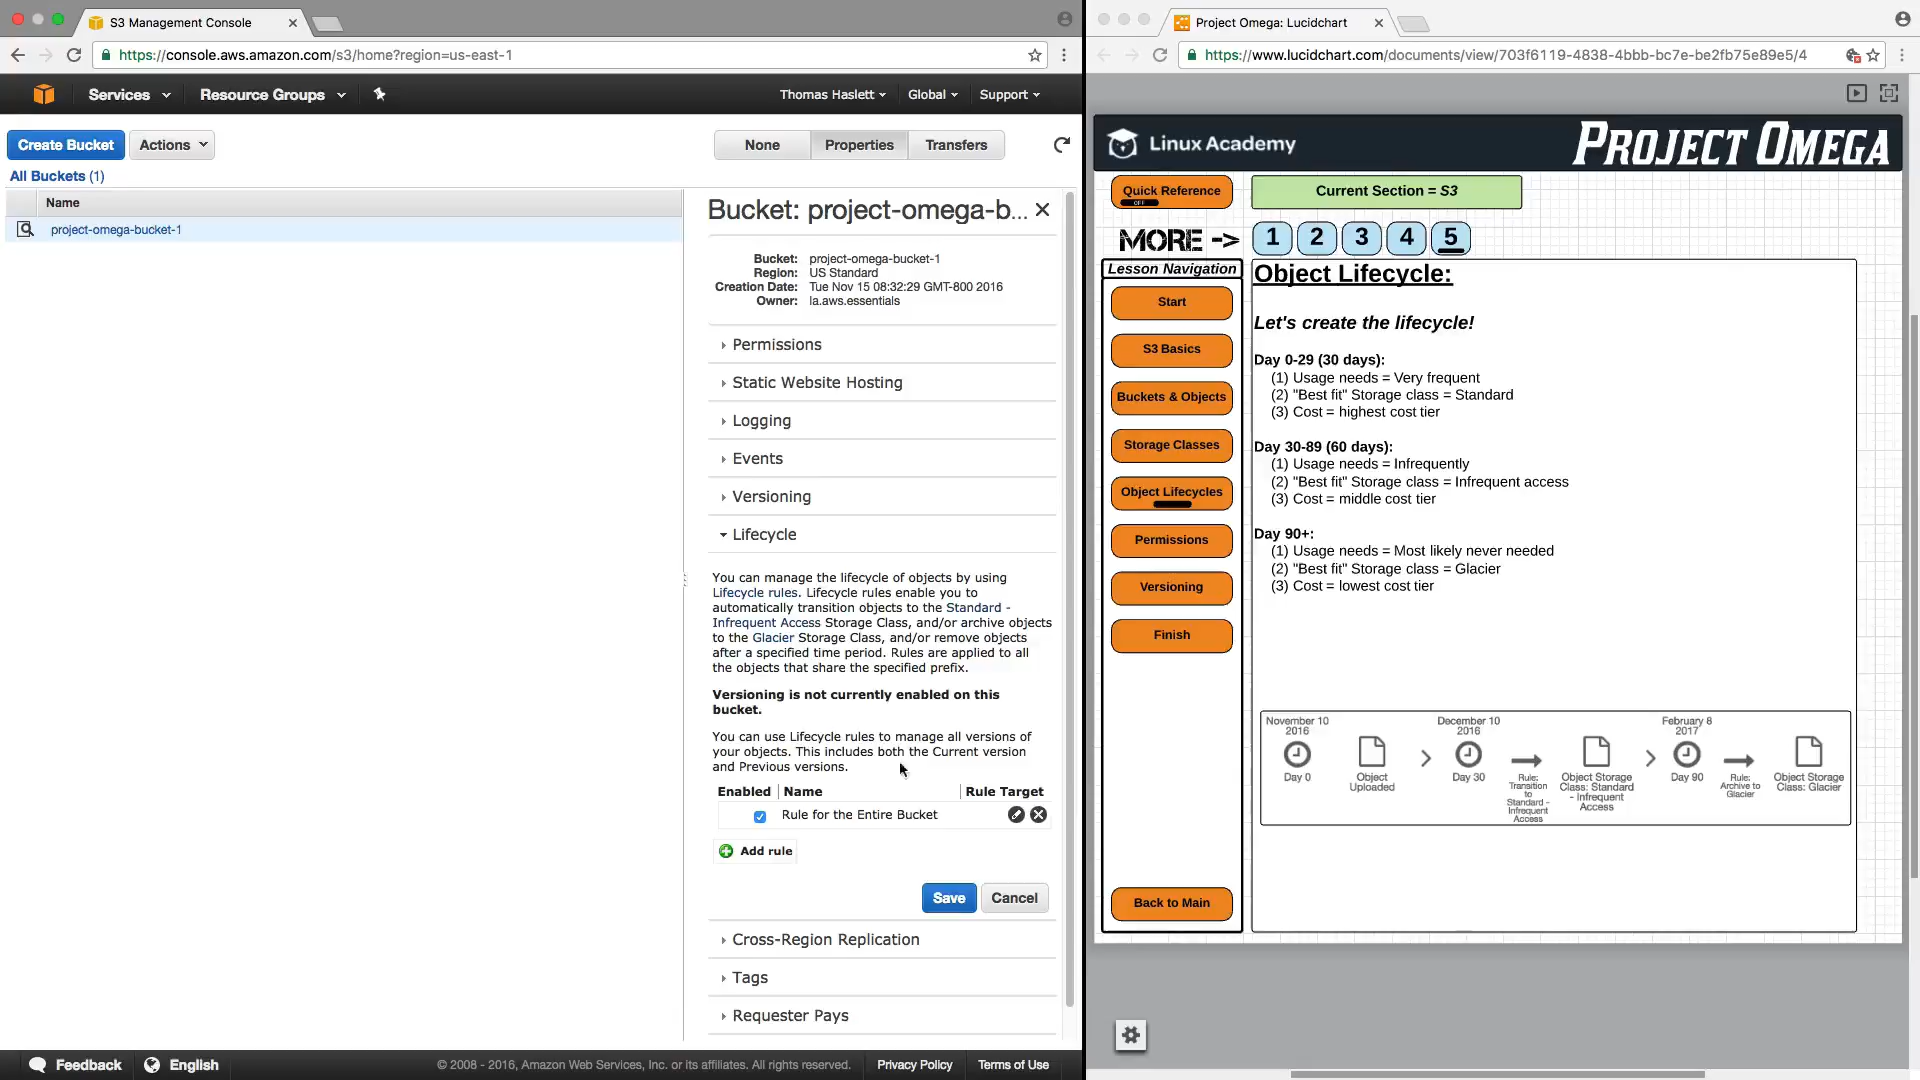 S3 Management Console
https://console.aws.amazon.com/s3/home?region=us-east-1
Services
Resource Groups
Thomas Haslett
Global
Support
Create Bucket
Actions
None
Properties
Transfers
All Buckets (1)
Name
project-omega-bucket-1
Bucket: project-omega-b...
Bucket: project-omega-bucket-1
Region: US Standard
Creation Date: Tue Nov 15 08:32:29 GMT-800 2016
Owner: la.aws.essentials
Permissions
Static Website Hosting
Logging
Events
Versioning
Lifecycle
You can manage the lifecycle of objects by using
Lifecycle rules. Lifecycle rules enable you to
automatically transition objects to the Standard -
Infrequent Access Storage Class, and/or archive objects
to the Glacier Storage Class, and/or remove objects
after a specified time period. Rules are applied to all
the objects that share the specified prefix.
Versioning is not currently enabled on this
bucket.
You can use Lifecycle rules to manage all versions of
your objects. This includes both the Current version
and Previous versions.
Enabled Name Rule Target
Rule for the Entire Bucket
Add rule
Save
Cancel
Cross-Region Replication
Tags
Requester Pays
Feedback
English
© 2008 - 2016, Amazon Web Services, Inc. or its affiliates. All rights reserved.
Privacy Policy
Terms of Use
Project Omega: Lucidchart
https://www.lucidchart.com/documents/view/703f6119-4838-4bbb-bc7e-be2fb75e89e5/4
Linux Academy
PROJECT OMEGA
Quick Reference
OFF
Current Section = S3
MORE ->
1
2
3
4
5
Lesson Navigation
Start
S3 Basics
Buckets & Objects
Storage Classes
Object Lifecycles
Permissions
Versioning
Finish
Back to Main
Object Lifecycle:
Let's create the lifecycle!
Day 0-29 (30 days):
(1) Usage needs = Very frequent
(2) "Best fit" Storage class = Standard
(3) Cost = highest cost tier
Day 30-89 (60 days):
(1) Usage needs = Infrequently
(2) "Best fit" Storage class = Infrequent access
(3) Cost = middle cost tier
Day 90+:
(1) Usage needs = Most likely never needed
(2) "Best fit" Storage class = Glacier
(3) Cost = lowest cost tier
November 10
2016
Day 0
Object
Uploaded
December 10
2016
Day 30
Rule:
Transition
to
Standard -
Infrequent
Access
Object Storage
Class: Standard
- Infrequent
Access
February 8
2017
Day 90
Rule:
Archive to
Glacier
Object Storage
Class: Glacier